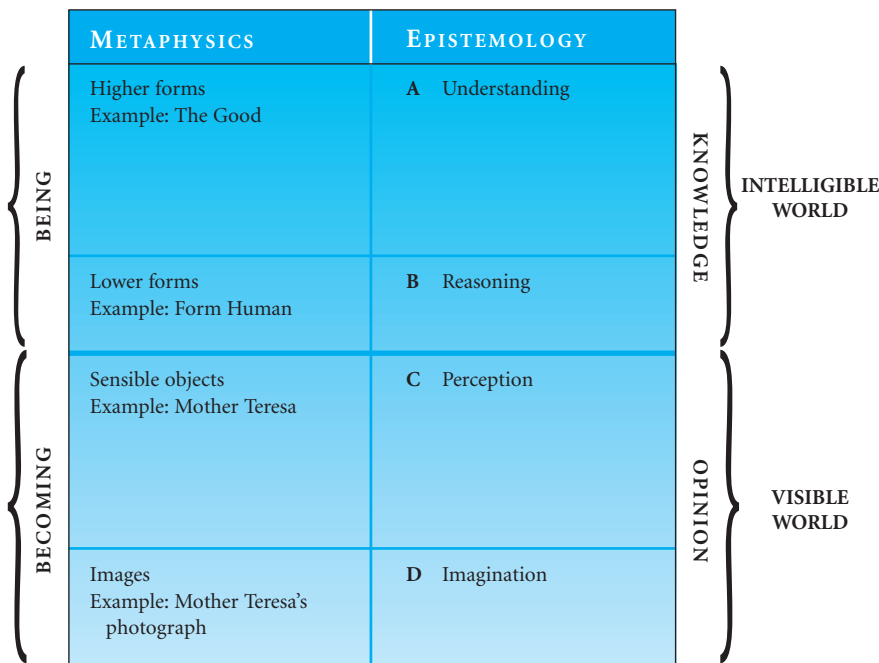 METAPHYSICS
EPISTEMOLOGY
BEING
Higher forms
Example: The Good
A Understanding
KNOWLEDGE
INTELLIGIBLE
WORLD
Lower forms
Example: Form Human
B Reasoning
BECOMING
Sensible objects
Example: Mother Teresa
C Perception
OPINION
VISIBLE
WORLD
Images
Example: Mother Teresa’s
photograph
D Imagination